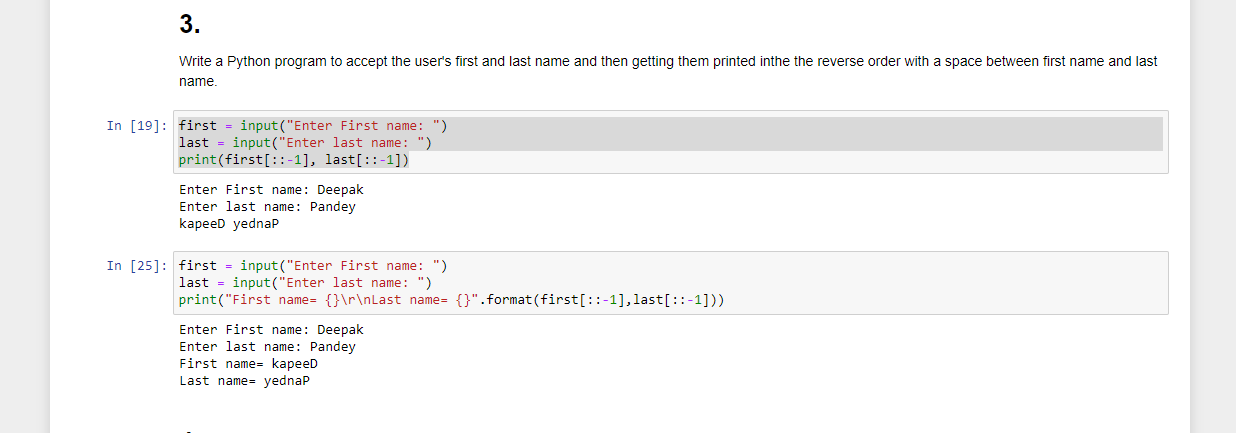 3.
Write a Python program to accept the user's first and last name and then getting them printed inthe the reverse order with a space between first name and last
name.
In [19]: first = input("Enter First name: ")
last = input("Enter last name: ")
print(first[::-1], last[::-1])
Enter First name: Deepak
Enter last name: Pandey
kapeeD yednaP
In [25]: first = input("Enter First name: ")
last = input("Enter last name: ")
print("First name= {}\r\nLast name= {}".format(first[::-1],last[::-1]))
Enter First name: Deepak
Enter last name: Pandey
First name= kapeeD
Last name= yednaP